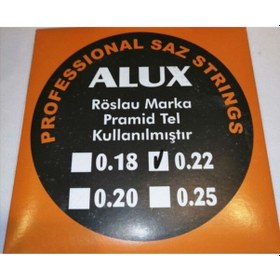 PROFESSIONAL SAZ STRINGS
ALUX
Röslau Marka
Pramid Tel
Kullanılmıştır
0.18 0.22
0.20 0.25